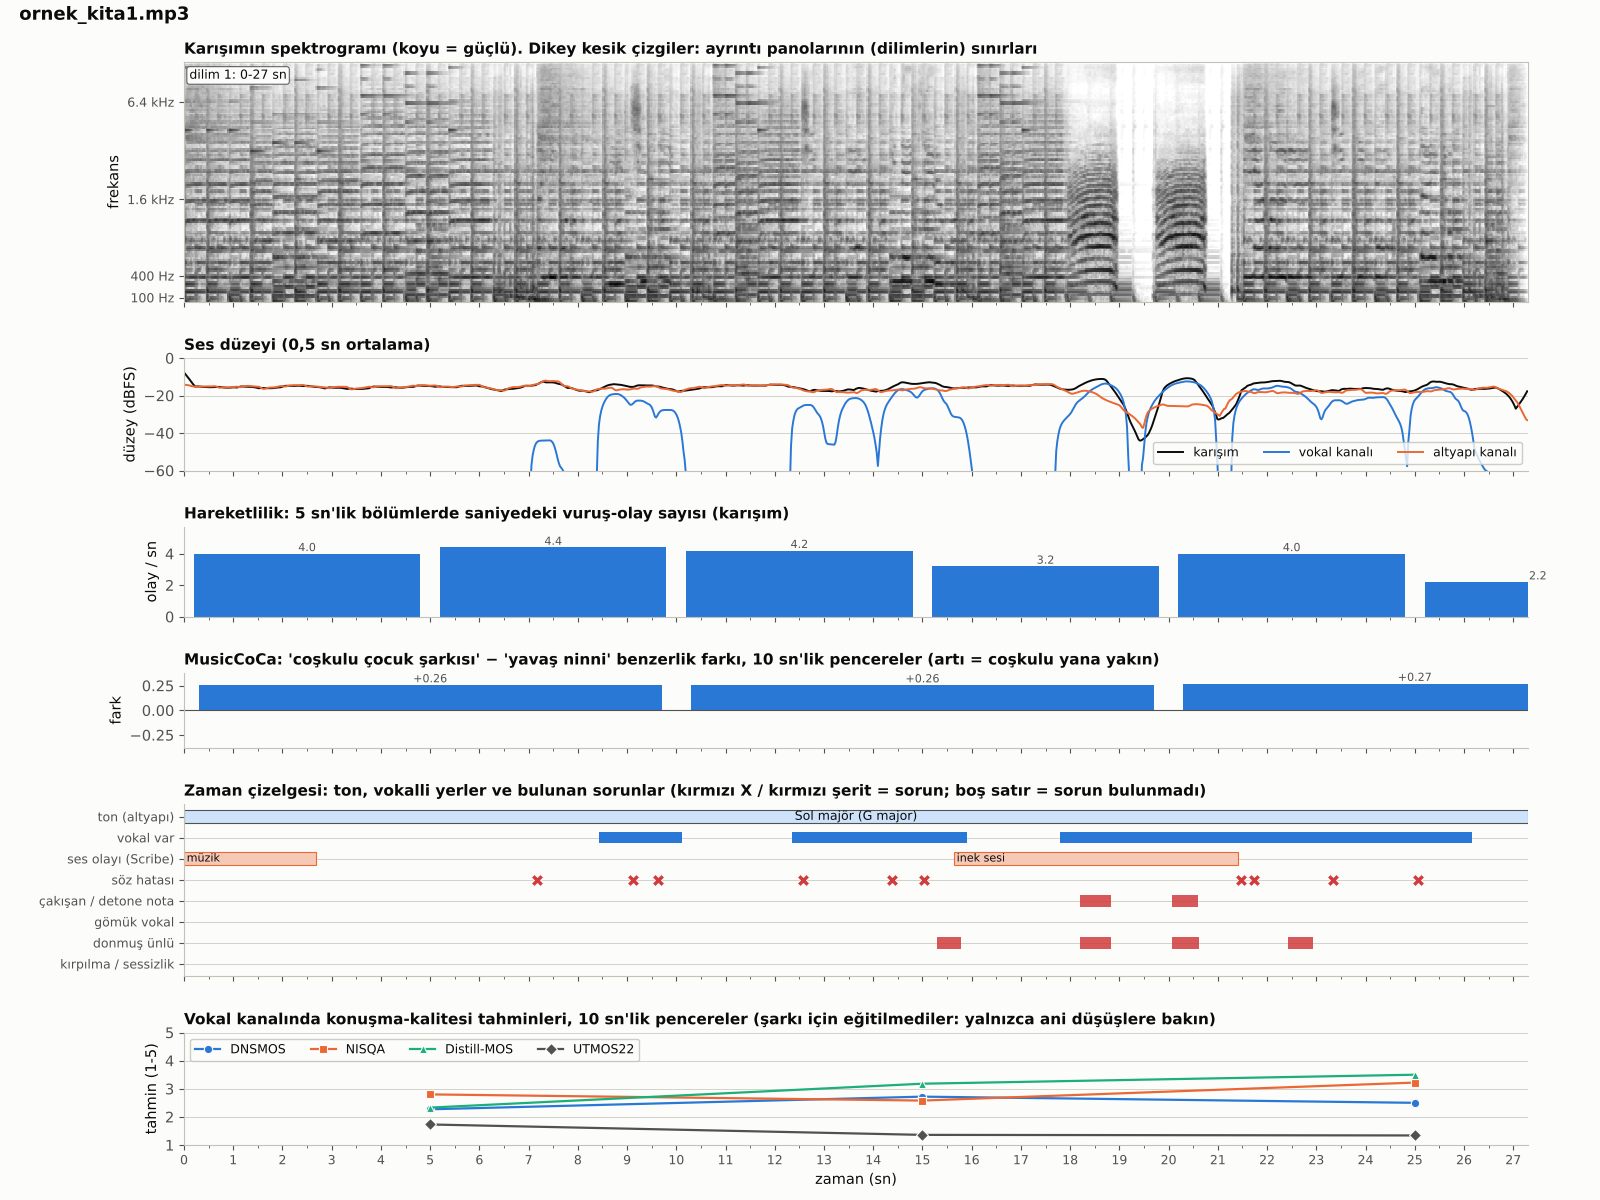 ornek_kita1.mp3
Karışımın spektrogramı (koyu = güçlü). Dikey kesik çizgiler: ayrıntı panolarının (dilimlerin) sınırları
dilim 1: 0-27 sn
frekans
6.4 kHz
1.6 kHz
400 Hz
100 Hz
Ses düzeyi (0,5 sn ortalama)
düzey (dBFS)
0
−20
−40
−60
karışım
vokal kanalı
altyapı kanalı
Hareketlilik: 5 sn'lik bölümlerde saniyedeki vuruş-olay sayısı (karışım)
olay / sn
4
2
0
4.0
4.4
4.2
3.2
4.0
2.2
MusicCoCa: 'coşkulu çocuk şarkısı' − 'yavaş ninni' benzerlik farkı, 10 sn'lik pencereler (artı = coşkulu yana yakın)
fark
0.25
0.00
−0.25
+0.26
+0.26
+0.27
Zaman çizelgesi: ton, vokalli yerler ve bulunan sorunlar (kırmızı X / kırmızı şerit = sorun; boş satır = sorun bulunmadı)
ton (altyapı)
Sol majör (G major)
vokal var
ses olayı (Scribe)
müzik
inek sesi
söz hatası
çakışan / detone nota
gömük vokal
donmuş ünlü
kırpılma / sessizlik
Vokal kanalında konuşma-kalitesi tahminleri, 10 sn'lik pencereler (şarkı için eğitilmediler: yalnızca ani düşüşlere bakın)
tahmin (1-5)
5
4
3
2
1
DNSMOS
NISQA
Distill-MOS
UTMOS22
0 1 2 3 4 5 6 7 8 9 10 11 12 13 14 15 16 17 18 19 20 21 22 23 24 25 26 27
zaman (sn)